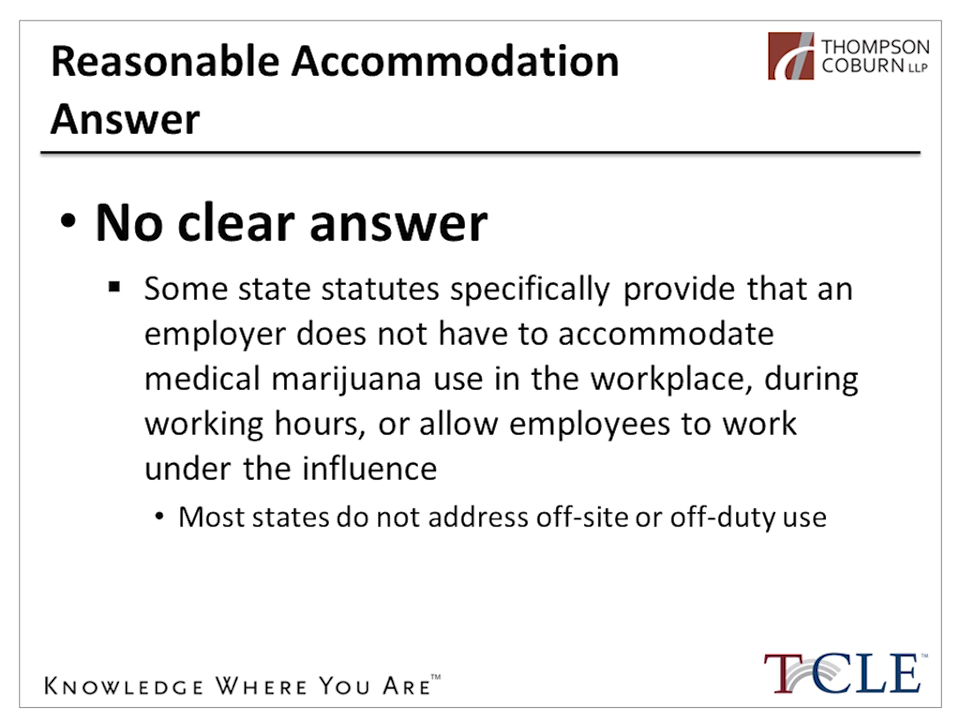 Reasonable Accommodation
Answer
THOMPSON
COBURN LLP
• No clear answer
▪ Some state statutes specifically provide that an
employer does not have to accommodate
medical marijuana use in the workplace, during
working hours, or allow employees to work
under the influence
• Most states do not address off-site or off-duty use
KNOWLEDGE WHERE YOU ARE™
TCLE™